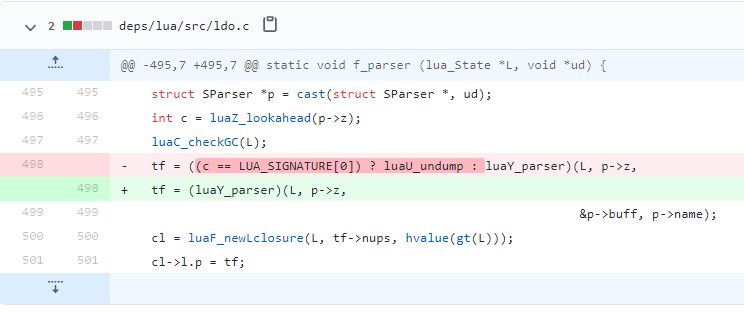 2 deps/lua/src/ldo.c
@@ -495,7 +495,7 @@ static void f_parser (lua_State *L, void *ud) {
495 495 struct SParser *p = cast(struct SParser *, ud);
496 496 int c = luaZ_lookahead(p->z);
497 497 luaC_checkGC(L);
498 - tf = ((c == LUA_SIGNATURE[0]) ? luaU_undump : luaY_parser)(L, p->z,
498 + tf = (luaY_parser)(L, p->z,
499 499 &p->buff, p->name);
500 500 cl = luaF_newLclosure(L, tf->nups, hvalue(gt(L)));
501 501 cl->l.p = tf;